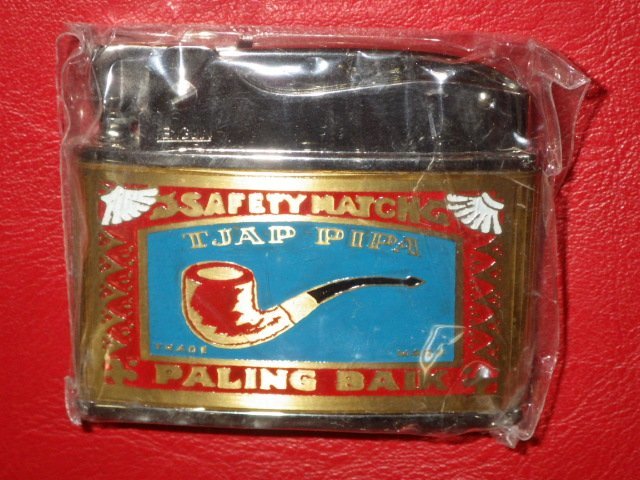 SAFETY MATCH
TJAP PIPA
TRADE MARK
PALING BAIK